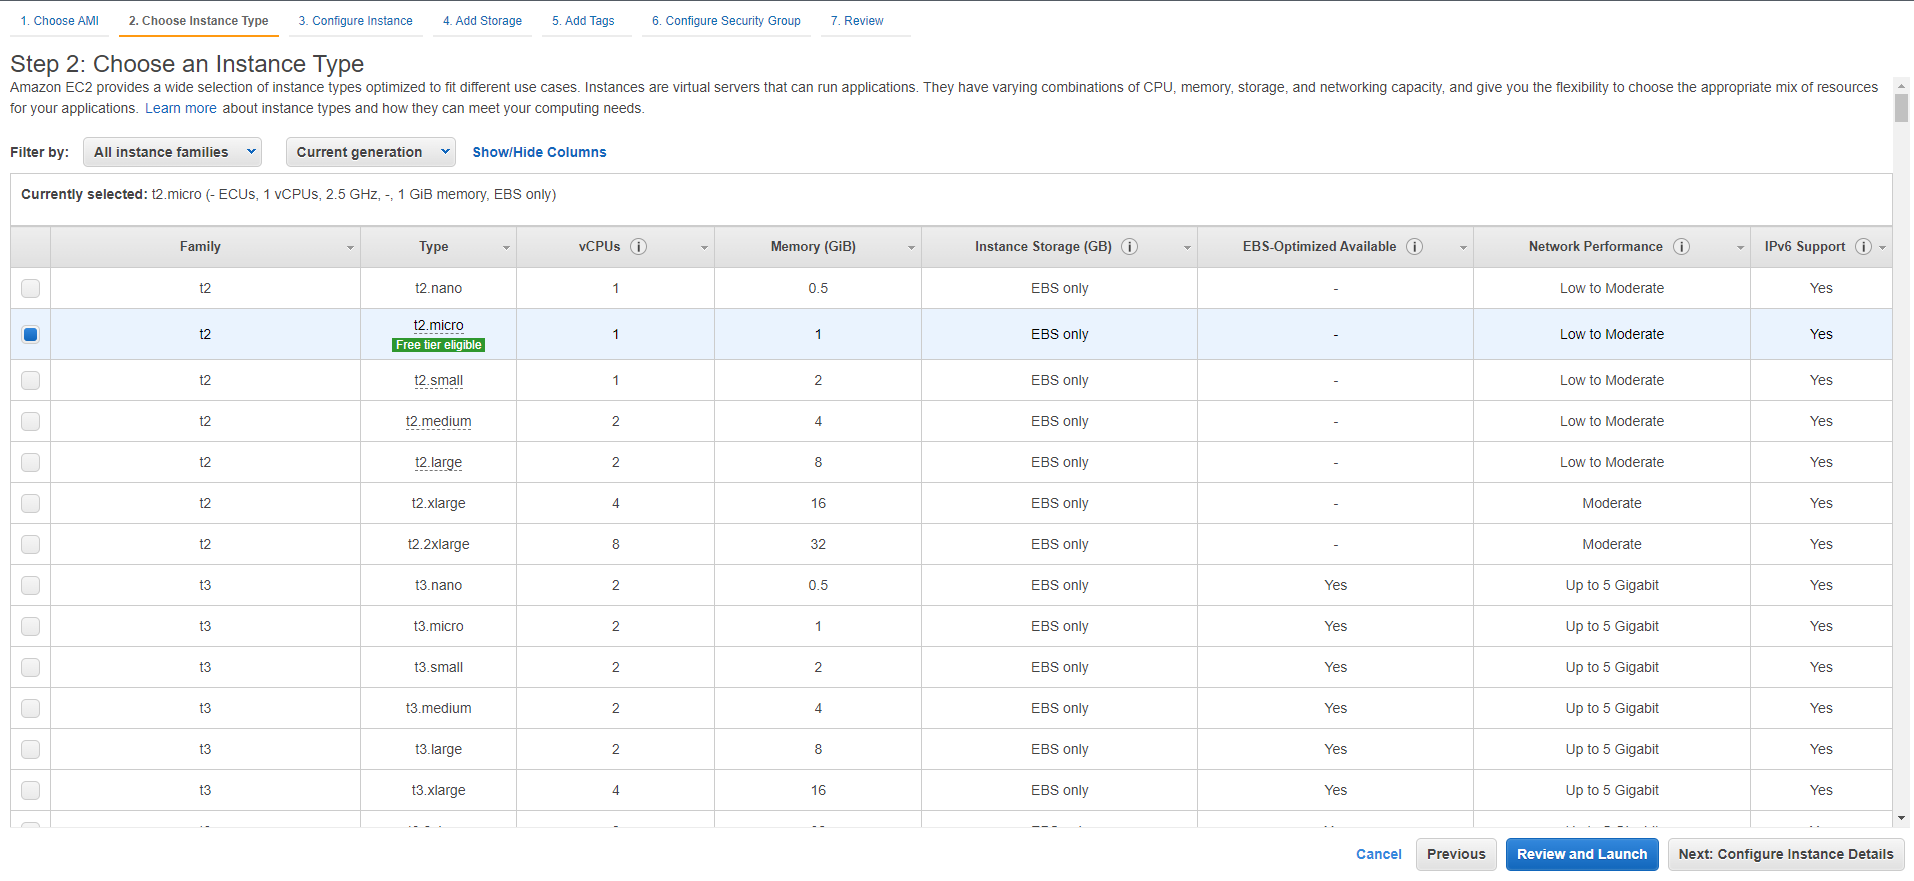 1. Choose AMI 2. Choose Instance Type 3. Configure Instance 4. Add Storage 5. Add Tags 6. Configure Security Group 7. Review
Step 2: Choose an Instance Type
Amazon EC2 provides a wide selection of instance types optimized to fit different use cases. Instances are virtual servers that can run applications. They have varying combinations of CPU, memory, storage, and networking capacity, and give you the flexibility to choose the appropriate mix of resources
for your applications. Learn more about instance types and how they can meet your computing needs.
Filter by: All instance families Current generation Show/Hide Columns
Currently selected: t2.micro (- ECUs, 1 vCPUs, 2.5 GHz, -, 1 GiB memory, EBS only)
Family Type vCPUs i Memory (GiB) Instance Storage (GB) i EBS-Optimized Available i Network Performance i IPv6 Support i
t2 t2.nano 1 0.5 EBS only - Low to Moderate Yes
t2 t2.micro 1 1 EBS only - Low to Moderate Yes
Free tier eligible
t2 t2.small 1 2 EBS only - Low to Moderate Yes
t2 t2.medium 2 4 EBS only - Low to Moderate Yes
t2 t2.large 2 8 EBS only - Low to Moderate Yes
t2 t2.xlarge 4 16 EBS only - Moderate Yes
t2 t2.2xlarge 8 32 EBS only - Moderate Yes
t3 t3.nano 2 0.5 EBS only Yes Up to 5 Gigabit Yes
t3 t3.micro 2 1 EBS only Yes Up to 5 Gigabit Yes
t3 t3.small 2 2 EBS only Yes Up to 5 Gigabit Yes
t3 t3.medium 2 4 EBS only Yes Up to 5 Gigabit Yes
t3 t3.large 2 8 EBS only Yes Up to 5 Gigabit Yes
t3 t3.xlarge 4 16 EBS only Yes Up to 5 Gigabit Yes
Cancel Previous Review and Launch Next: Configure Instance Details